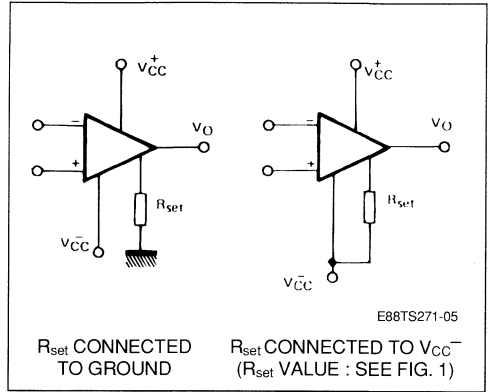 V⁺CC
V⁺CC
−
VO
−
VO
+
+
Rset
Rset
V⁻CC
V⁻CC
E88TS271-05
Rset CONNECTED
TO GROUND
Rset CONNECTED TO VCC⁻
(Rset VALUE : SEE FIG. 1)